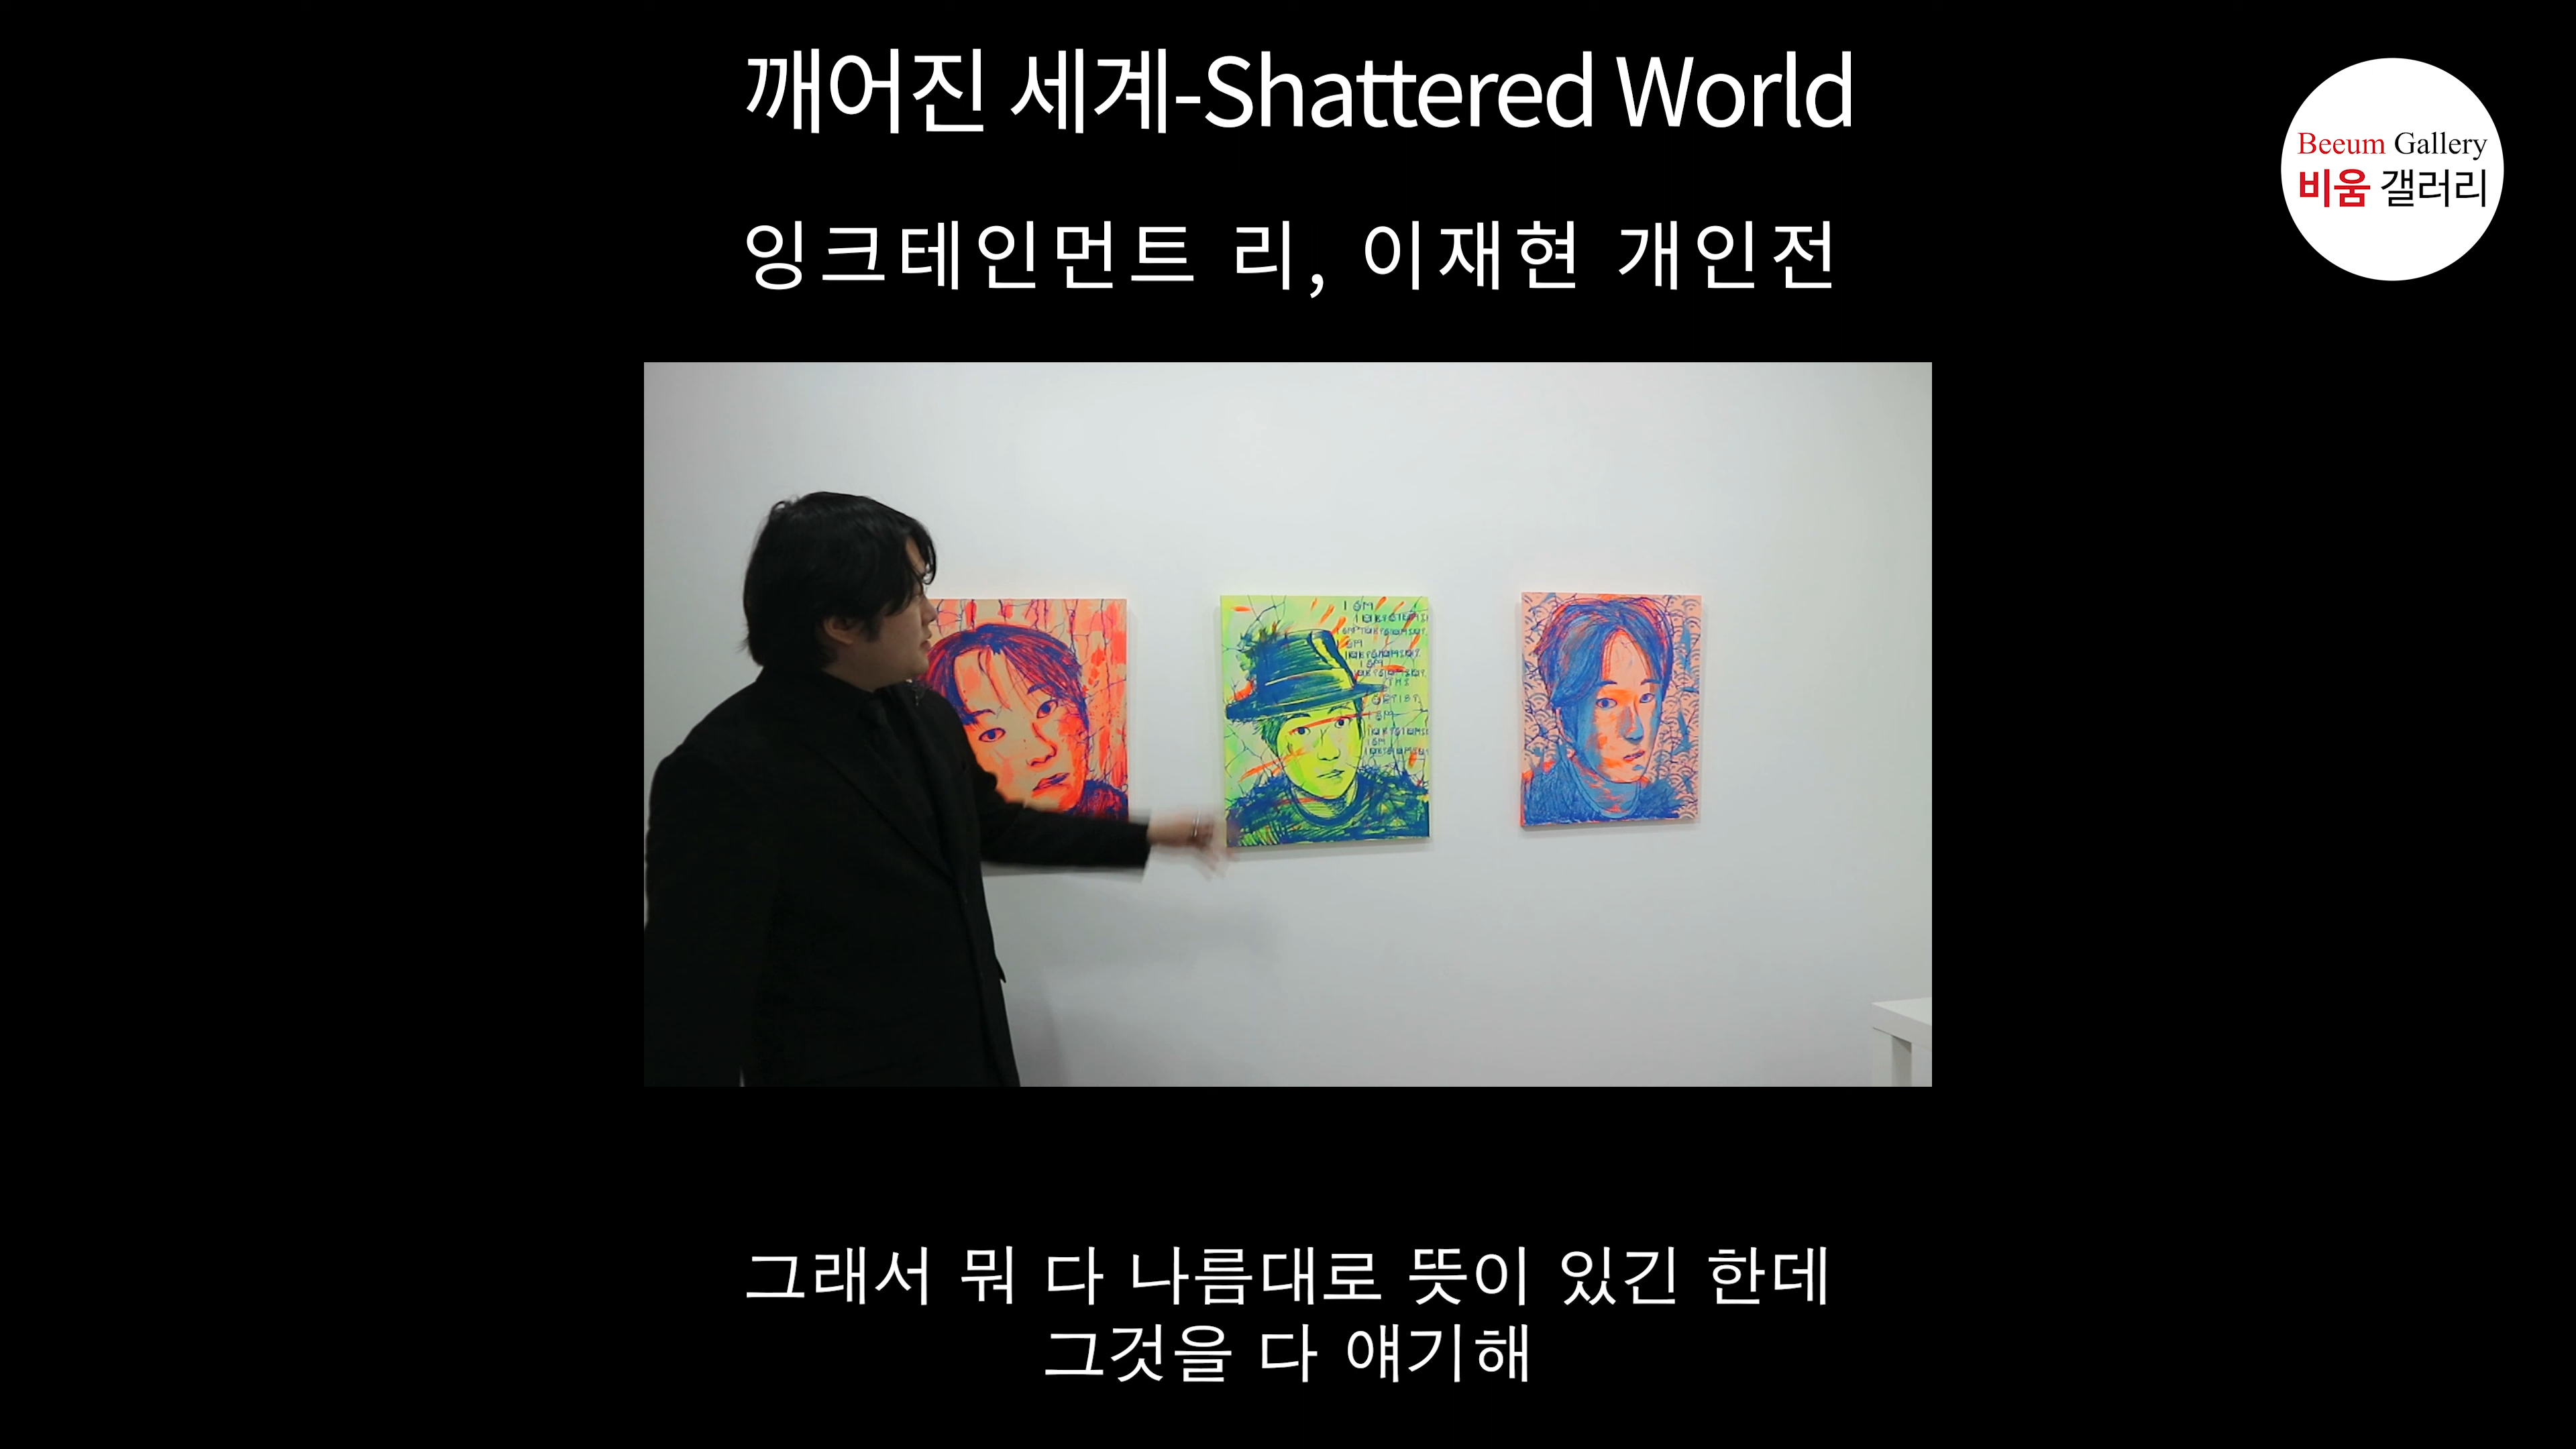 깨어진 세계-Shattered World
Beeum Gallery
비움 갤러리
잉크테인먼트 리, 이재현 개인전
I AM
그래서 뭐 다 나름대로 뜻이 있긴 한데
그것을 다 얘기해